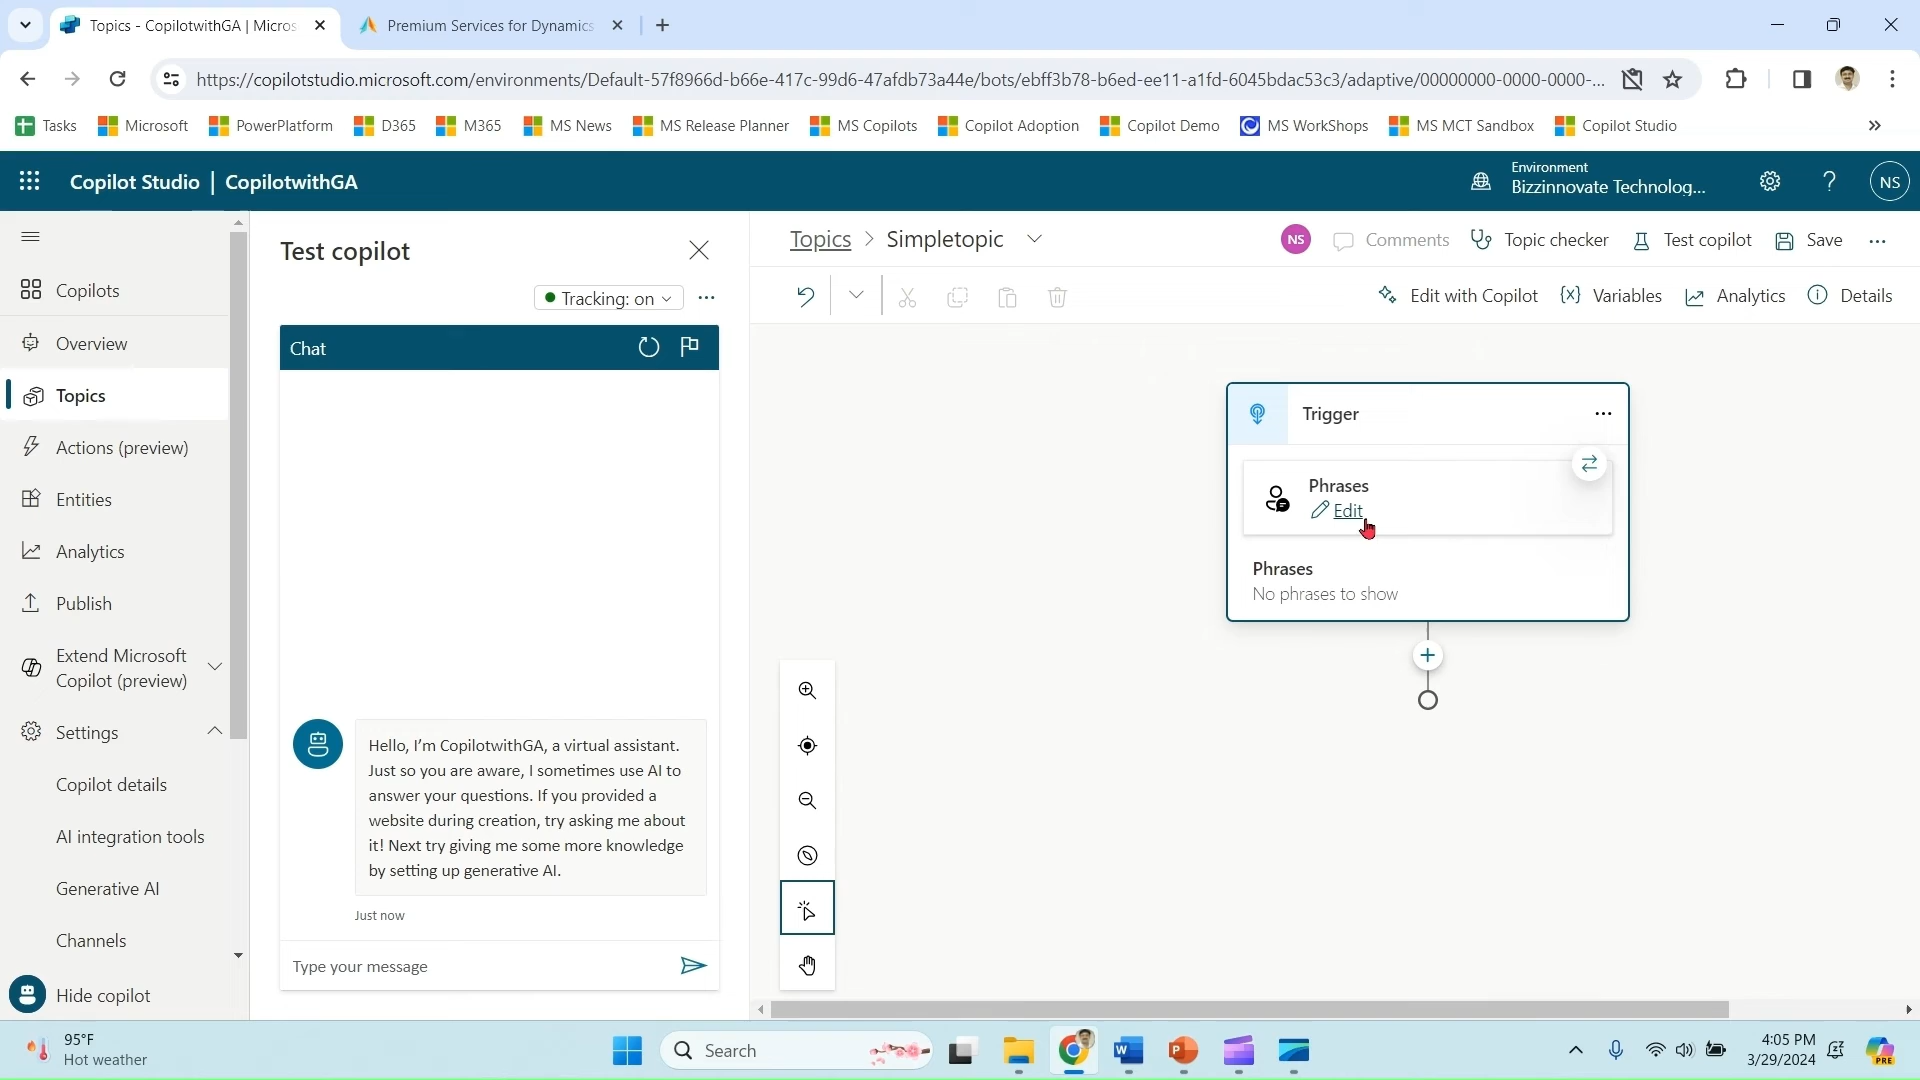 Topics - CopilotwithGA | Micros
Premium Services for Dynamics
https://copilotstudio.microsoft.com/environments/Default-57f8966d-b66e-417c-99d6-47afdb73a44e/bots/ebff3b78-b6ed-ee11-a1fd-6045bdac53c3/adaptive/00000000-0000-0000-...
Tasks
Microsoft
PowerPlatform
D365
M365
MS News
MS Release Planner
MS Copilots
Copilot Adoption
Copilot Demo
MS WorkShops
MS MCT Sandbox
Copilot Studio
Copilot Studio | CopilotwithGA
Environment
Bizzinnovate Technolog...
NS
Copilots
Overview
Topics
Actions (preview)
Entities
Analytics
Publish
Extend Microsoft
Copilot (preview)
Settings
Copilot details
AI integration tools
Generative AI
Channels
Hide copilot
Test copilot
Tracking: on
Chat
Hello, I'm CopilotwithGA, a virtual assistant.
Just so you are aware, I sometimes use AI to
answer your questions. If you provided a
website during creation, try asking me about
it! Next try giving me some more knowledge
by setting up generative AI.
Just now
Type your message
Topics > Simpletopic
NS
Comments
Topic checker
Test copilot
Save
Edit with Copilot
{x} Variables
Analytics
Details
Trigger
Phrases
Edit
Phrases
No phrases to show
95°F
Hot weather
Search
4:05 PM
3/29/2024
PRE